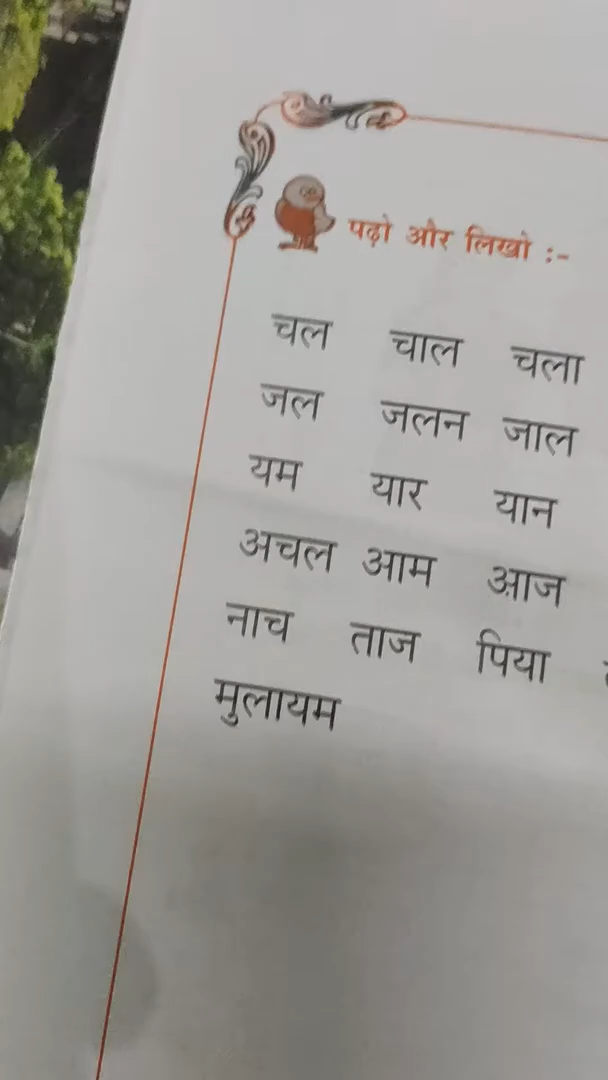 पढ़ो और लिखो :-
चल चाल चला
जल जलन जाल
यम यार यान
अचल आम आज
नाच ताज पिया
मुलायम